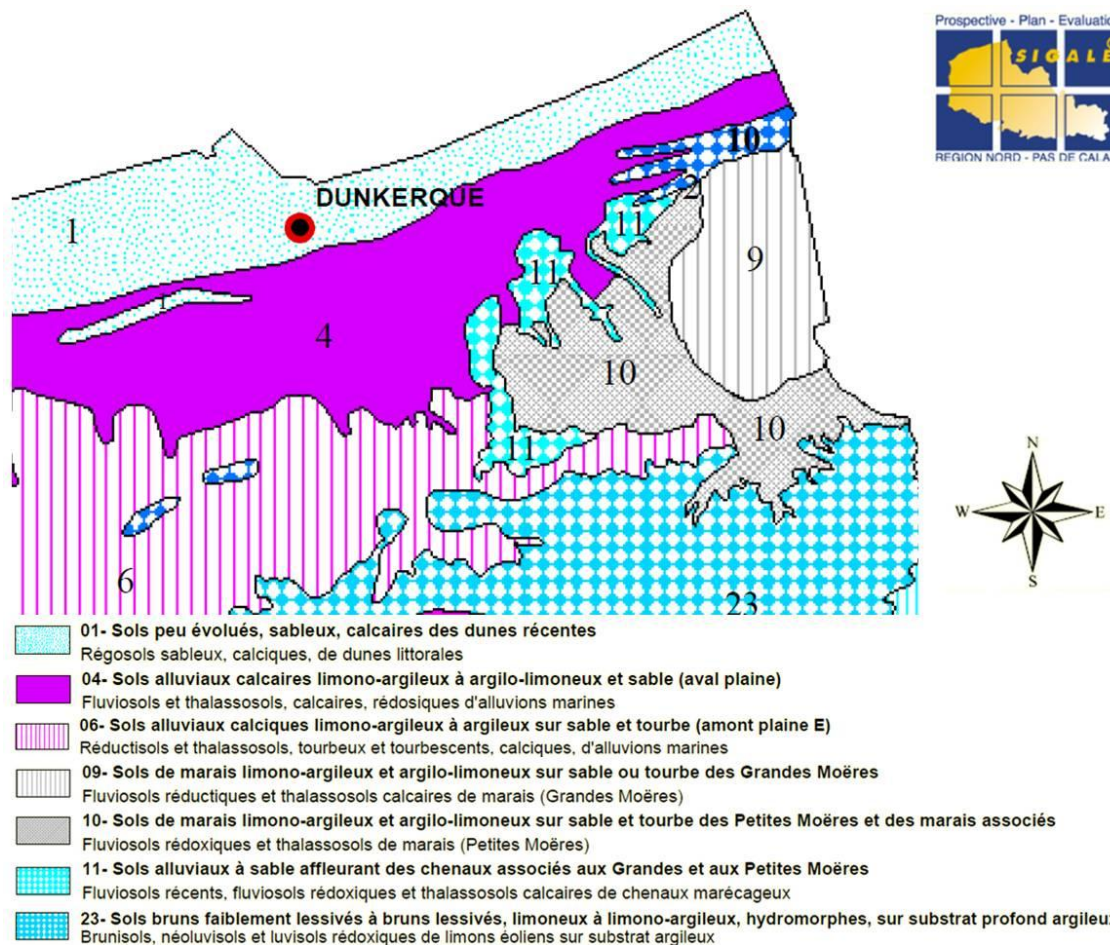 Prospective - Plan - Evaluatio
SIGALE
REGION NORD - PAS DE CALA
10
2
DUNKERQUE
11
1
9
11
1
4
10
10
11
6
23
N
W
E
S
01- Sols peu évolués, sableux, calcaires des dunes récentes
Régosols sableux, calciques, de dunes littorales
04- Sols alluviaux calcaires limono-argileux à argilo-limoneux et sable (aval plaine)
Fluviosols et thalassosols, calcaires, rédosiques d'alluvions marines
06- Sols alluviaux calciques limono-argileux à argileux sur sable et tourbe (amont plaine E)
Réductisols et thalassosols, tourbeux et tourbescents, calciques, d'alluvions marines
09- Sols de marais limono-argileux et argilo-limoneux sur sable ou tourbe des Grandes Moëres
Fluviosols réductiques et thalassosols calcaires de marais (Grandes Moëres)
10- Sols de marais limono-argileux et argilo-limoneux sur sable et tourbe des Petites Moëres et des marais associés
Fluviosols rédoxiques et thalassosols de marais (Petites Moëres)
11- Sols alluviaux à sable affleurant des chenaux associés aux Grandes et aux Petites Moëres
Fluviosols récents, fluviosols rédoxiques et thalassosols calcaires de chenaux marécageux
23- Sols bruns faiblement lessivés à bruns lessivés, limoneux à limono-argileux, hydromorphes, sur substrat profond argileux
Brunisols, néoluvisols et luvisols rédoxiques de limons éoliens sur substrat argileux